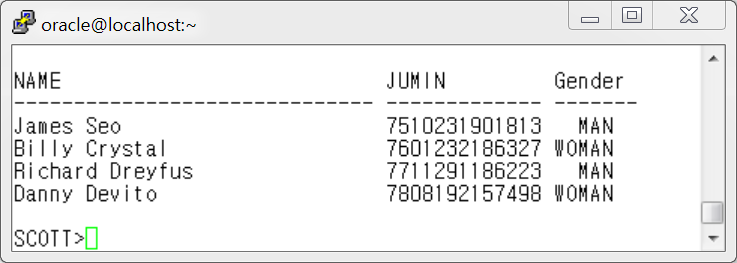 oracle@localhost:~
NAME                           JUMIN         Gender
------------------------------ ------------- -------
James Seo                      7510231901813   MAN
Billy Crystal                  7601232186327 WOMAN
Richard Dreyfus                7711291186223   MAN
Danny Devito                   7808192157498 WOMAN
SCOTT>